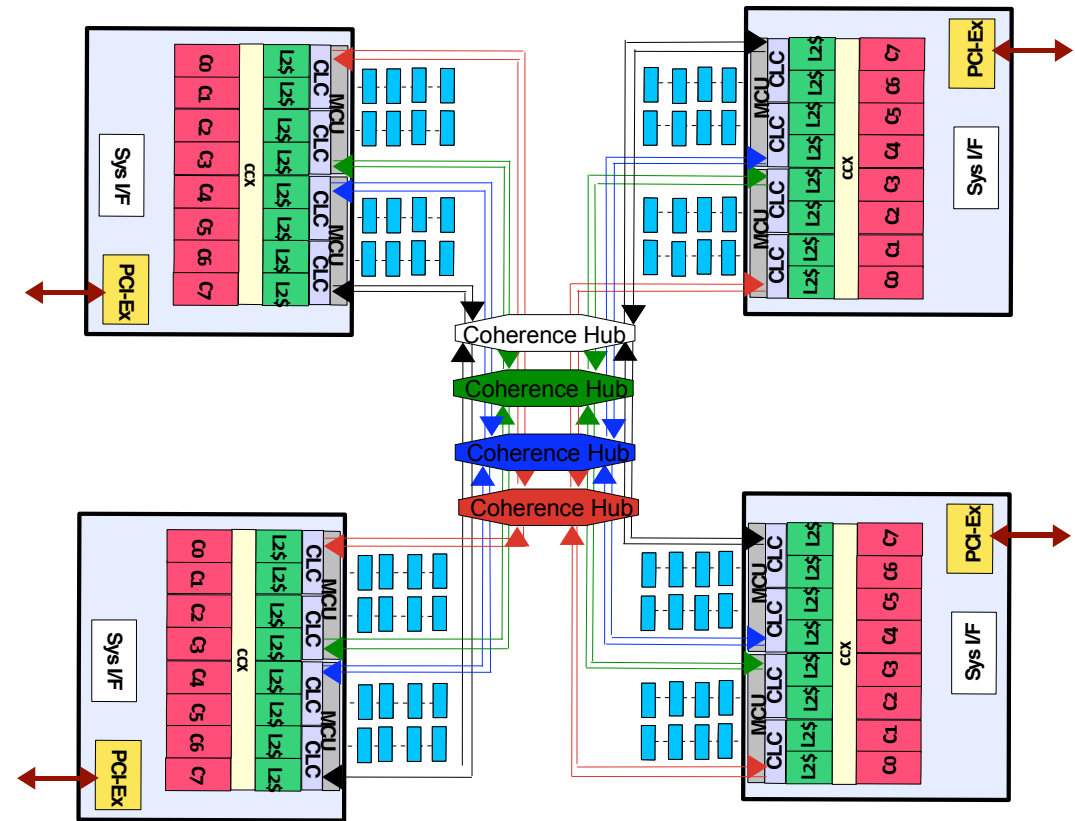 C0
C1
C2
C3
C4
C5
C6
C7
CCX
L2$
L2$
L2$
L2$
L2$
L2$
L2$
L2$
CLC
CLC
CLC
CLC
MCU
MCU
Sys I/F
PCI-Ex
C7
C6
C5
C4
C3
C2
C1
C0
CCX
L2$
L2$
L2$
L2$
L2$
L2$
L2$
L2$
CLC
CLC
CLC
CLC
MCU
MCU
PCI-Ex
Sys I/F
Coherence Hub
Coherence Hub
Coherence Hub
Coherence Hub
C0
C1
C2
C3
C4
C5
C6
C7
CCX
L2$
L2$
L2$
L2$
L2$
L2$
L2$
L2$
CLC
CLC
CLC
CLC
MCU
MCU
Sys I/F
PCI-Ex
C7
C6
C5
C4
C3
C2
C1
C0
CCX
L2$
L2$
L2$
L2$
L2$
L2$
L2$
L2$
CLC
CLC
CLC
CLC
MCU
MCU
PCI-Ex
Sys I/F